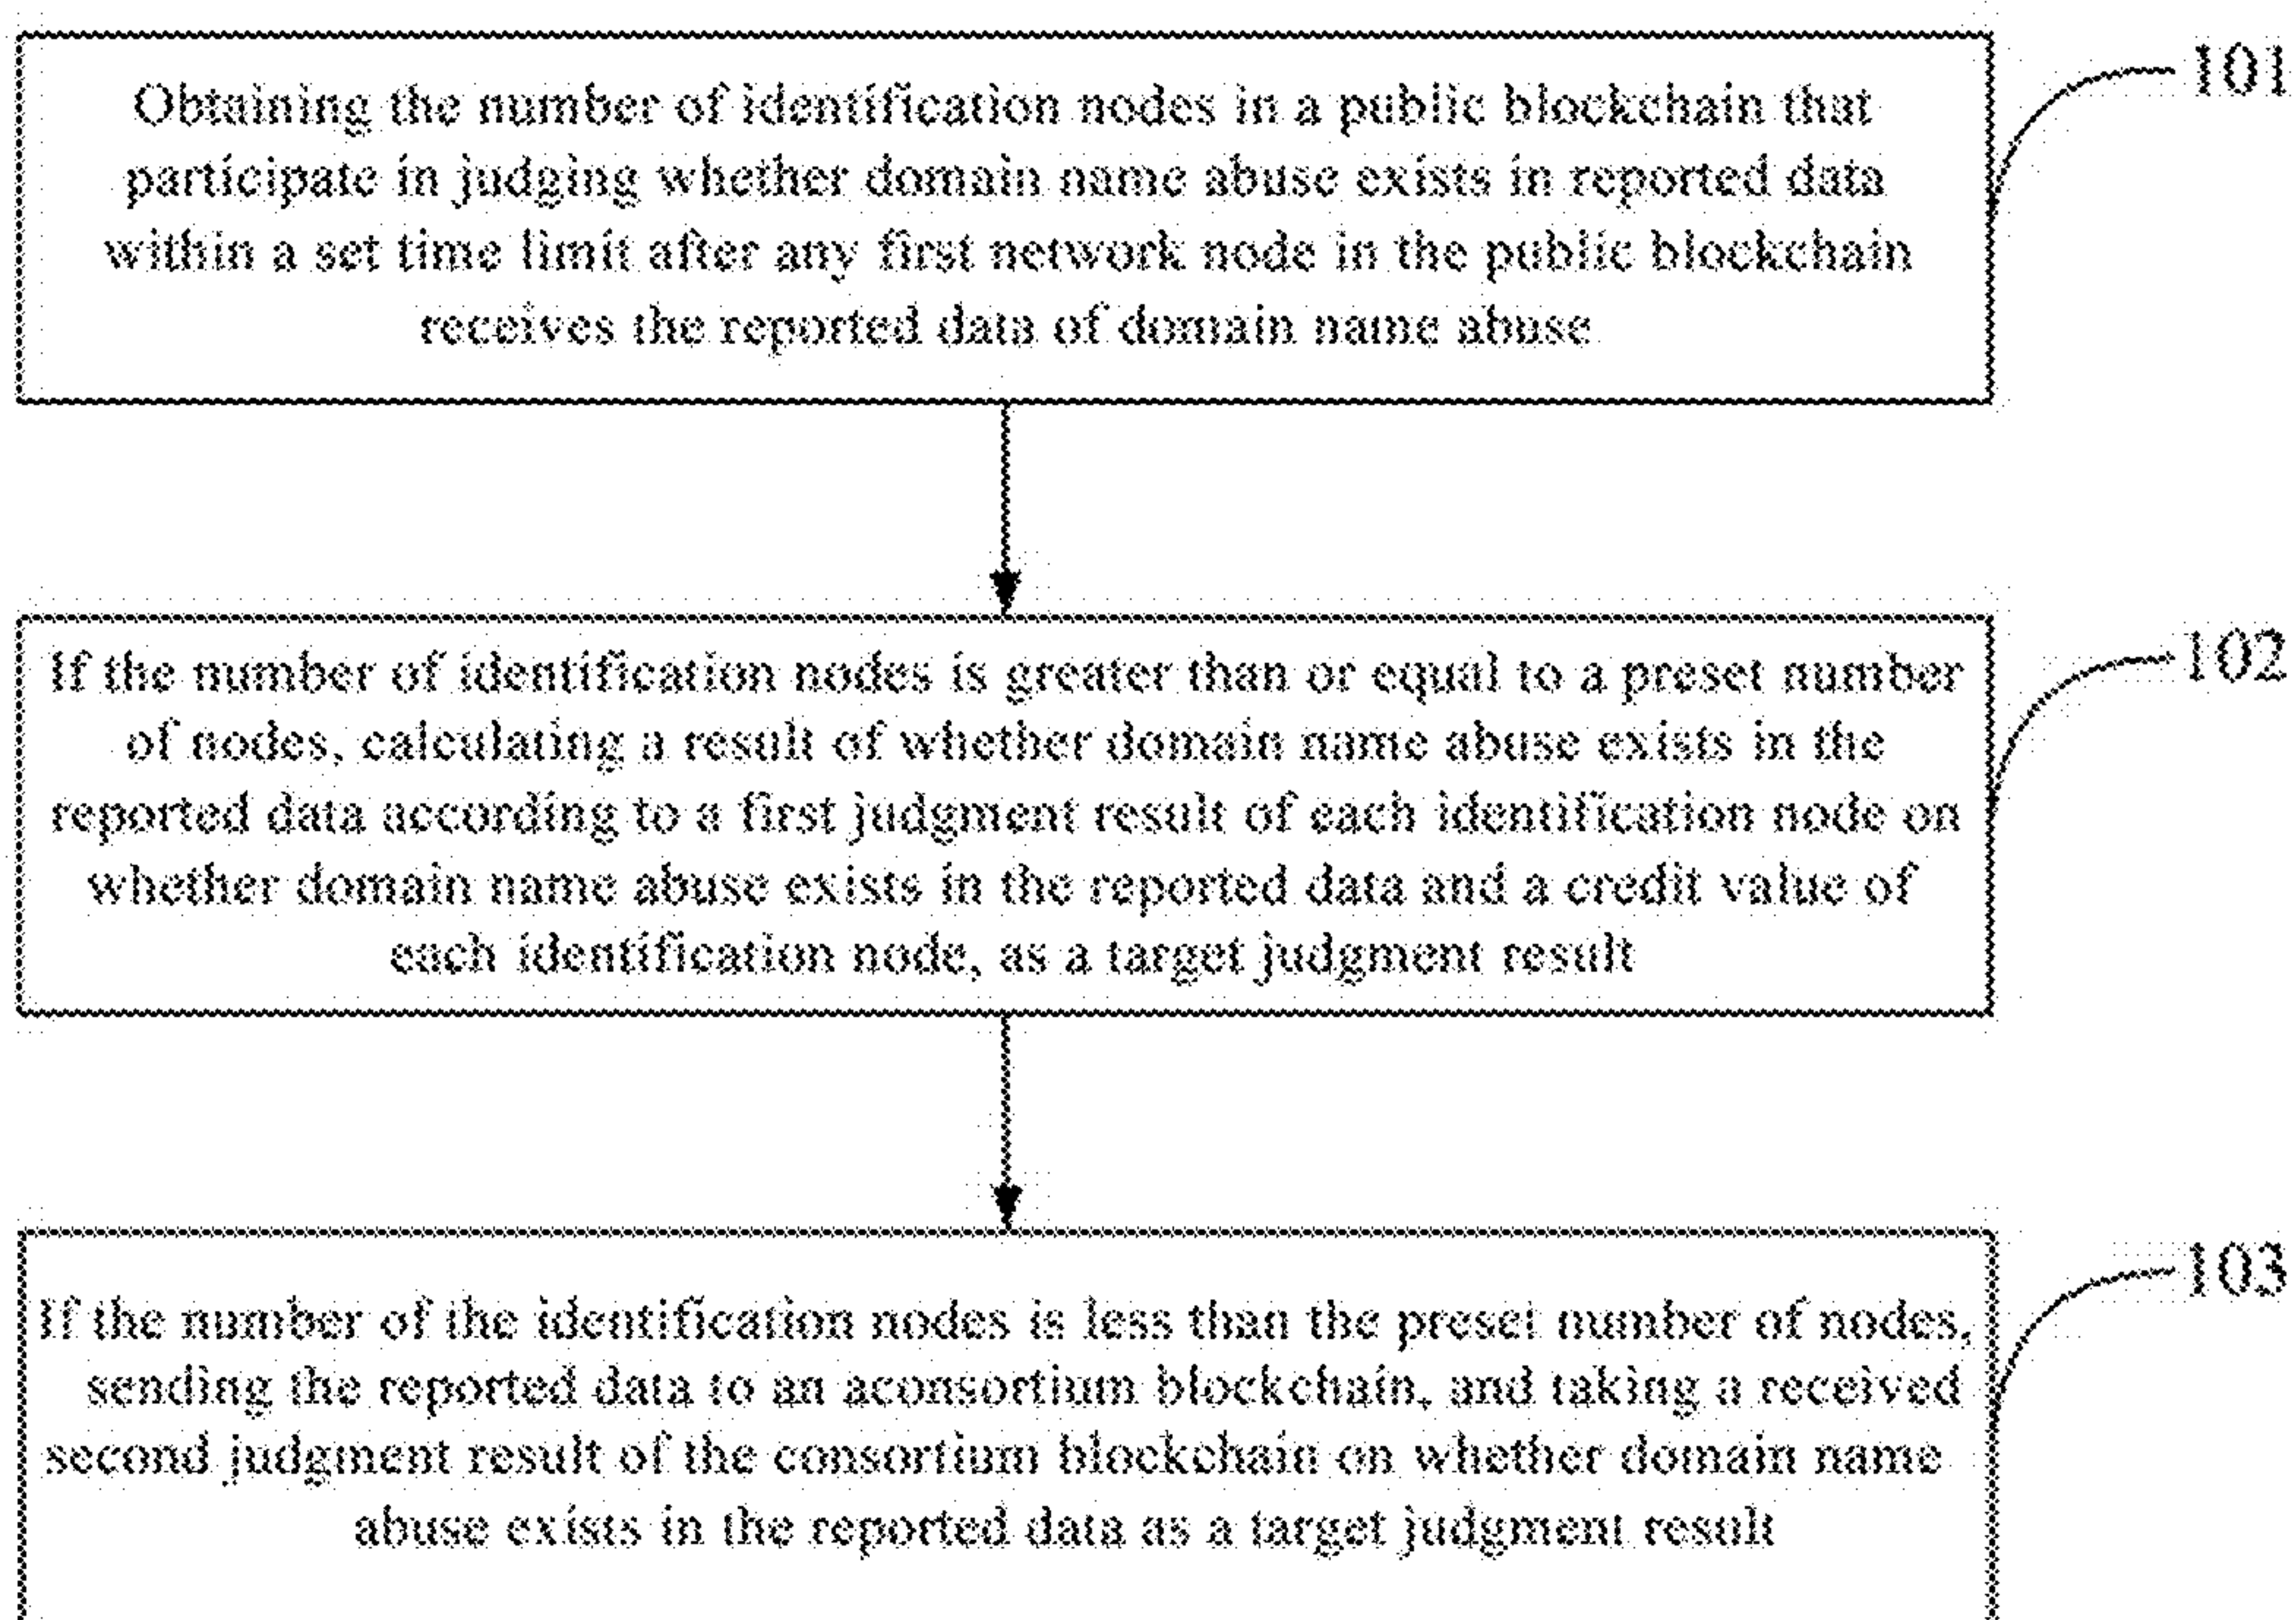 Obtaining the number of identification nodes in a public blockchain that
participate in judging whether domain name abuse exists in reported data
within a set time limit after any first network node in the public blockchain
receives the reported data of domain name abuse
101
If the number of identification nodes is greater than or equal to a preset number
of nodes, calculating a result of whether domain name abuse exists in the
reported data according to a first judgment result of each identification node on
whether domain name abuse exists in the reported data and a credit value of
each identification node, as a target judgment result
102
If the number of the identification nodes is less than the preset number of nodes,
sending the reported data to an aconsortium blockchain, and taking a received
second judgment result of the consortium blockchain on whether domain name
abuse exists in the reported data as a target judgment result
103